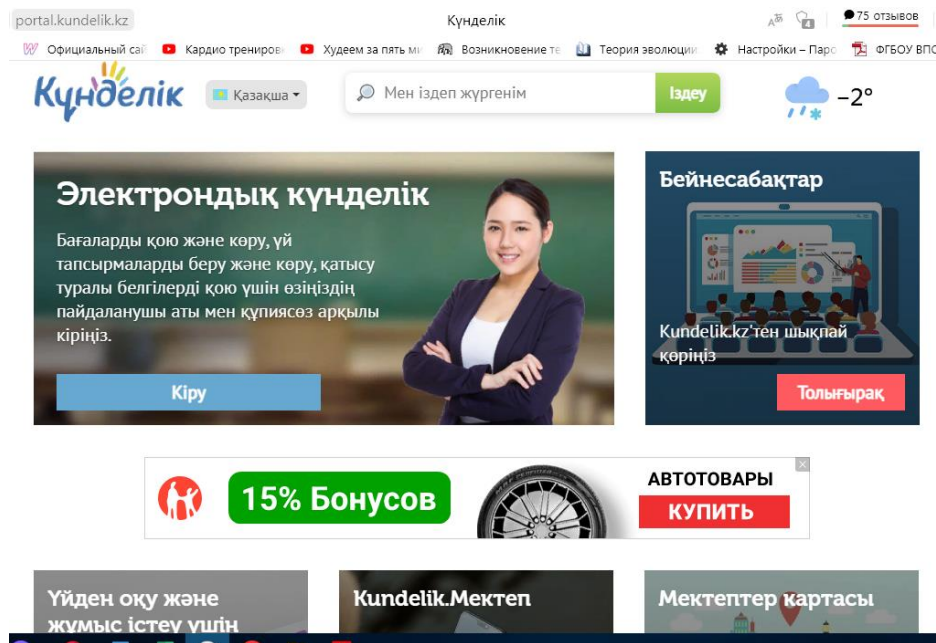 portal.kundelik.kz
Күнделік
75 отзывов
Официальный сай
Кардио трениров
Худеем за пять ми
Возникновение те
Теория эволюции
Настройки – Паро
ФГБОУ ВПО
Күнделік
Қазақша
Мен іздеп жүргенім
Іздеу
–2°
Электрондық күнделік
Бағаларды қою және көру, үй
тапсырмаларды беру және көру, қатысу
туралы белгілерді қою үшін өзіңіздің
пайдаланушы аты мен құпиясөз арқылы
кіріңіз.
Кіру
Бейнесабақтар
Kundelik.kz'тен шықпай
көріңіз
Толығырақ
15% Бонусов
АВТОТОВАРЫ
КУПИТЬ
Үйден оқу және
жұмыс істеу үшін
Kundelik.Мектеп
Мектептер картасы